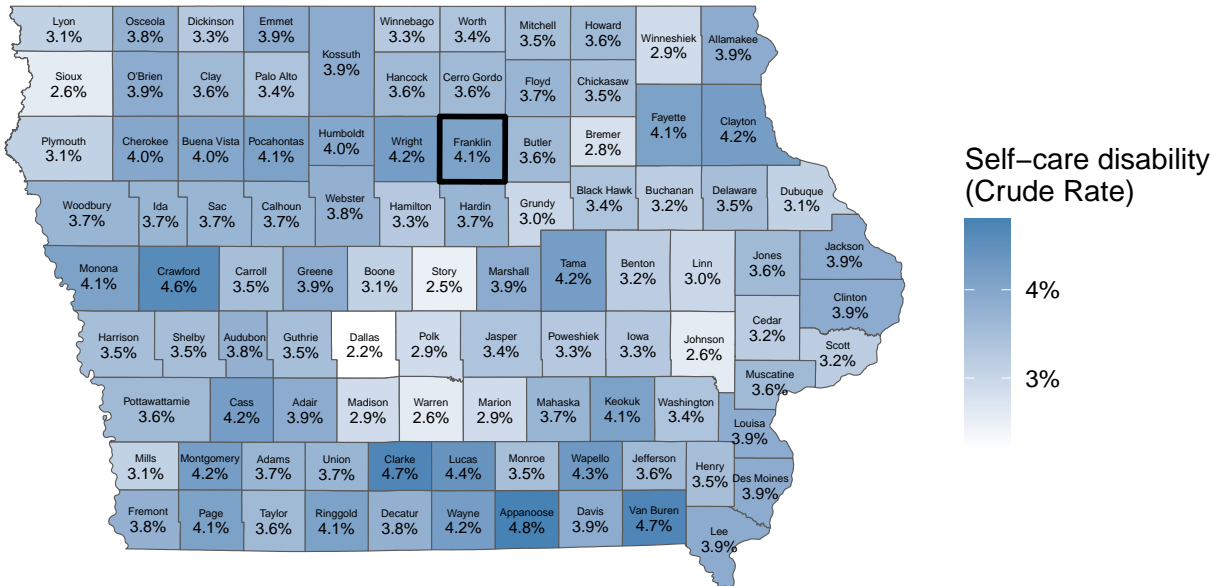 Lyon
3.1%
Osceola
3.8%
Dickinson
3.3%
Emmet
3.9%
Kossuth
3.9%
Winnebago
3.3%
Worth
3.4%
Mitchell
3.5%
Howard
3.6%
Winneshiek
2.9%
Allamakee
3.9%
Sioux
2.6%
O'Brien
3.9%
Clay
3.6%
Palo Alto
3.4%
Hancock
3.6%
Cerro Gordo
3.6%
Floyd
3.7%
Chickasaw
3.5%
Fayette
4.1%
Clayton
4.2%
Plymouth
3.1%
Cherokee
4.0%
Buena Vista
4.0%
Pocahontas
4.1%
Humboldt
4.0%
Wright
4.2%
Franklin
4.1%
Butler
3.6%
Bremer
2.8%
Woodbury
3.7%
Ida
3.7%
Sac
3.7%
Calhoun
3.7%
Webster
3.8%
Hamilton
3.3%
Hardin
3.7%
Grundy
3.0%
Black Hawk
3.4%
Buchanan
3.2%
Delaware
3.5%
Dubuque
3.1%
Monona
4.1%
Crawford
4.6%
Carroll
3.5%
Greene
3.9%
Boone
3.1%
Story
2.5%
Marshall
3.9%
Tama
4.2%
Benton
3.2%
Linn
3.0%
Jones
3.6%
Jackson
3.9%
Clinton
3.9%
Harrison
3.5%
Shelby
3.5%
Audubon
3.8%
Guthrie
3.5%
Dallas
2.2%
Polk
2.9%
Jasper
3.4%
Poweshiek
3.3%
Iowa
3.3%
Johnson
2.6%
Cedar
3.2%
Scott
3.2%
Muscatine
3.6%
Pottawattamie
3.6%
Cass
4.2%
Adair
3.9%
Madison
2.9%
Warren
2.6%
Marion
2.9%
Mahaska
3.7%
Keokuk
4.1%
Washington
3.4%
Louisa
3.9%
Mills
3.1%
Montgomery
4.2%
Adams
3.7%
Union
3.7%
Clarke
4.7%
Lucas
4.4%
Monroe
3.5%
Wapello
4.3%
Jefferson
3.6%
Henry
3.5%
Des Moines
3.9%
Fremont
3.8%
Page
4.1%
Taylor
3.6%
Ringgold
4.1%
Decatur
3.8%
Wayne
4.2%
Appanoose
4.8%
Davis
3.9%
Van Buren
4.7%
Lee
3.9%
Self−care disability
(Crude Rate)
4%
3%